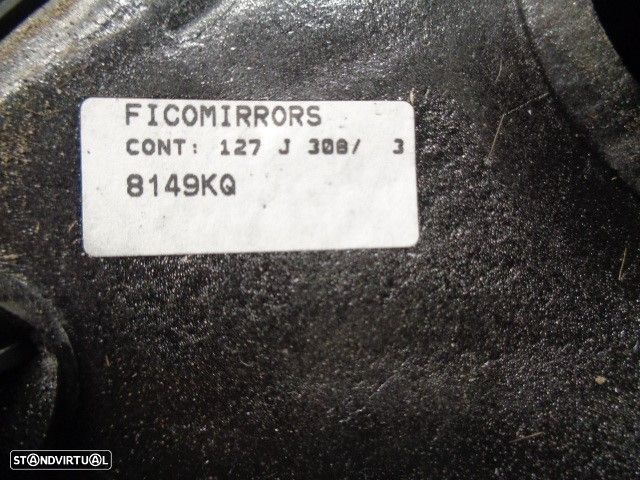 FICOMIRRORS
CONT: 127 J 308/ 3
8149KQ
STANDVIRTUAL